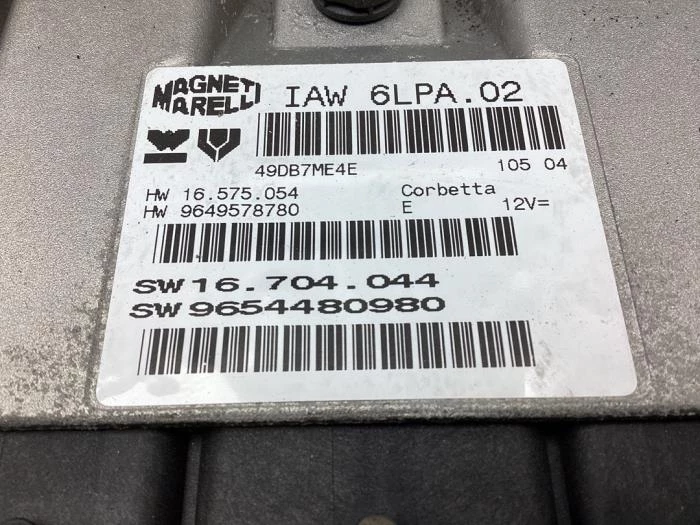 MAGNETI MARELLI IAW 6LPA.02
49DB7ME4E 105 04
HW 16.575.054 Corbetta
HW 9649578780 E 12V=
SW 16.704.044
SW 9654480980